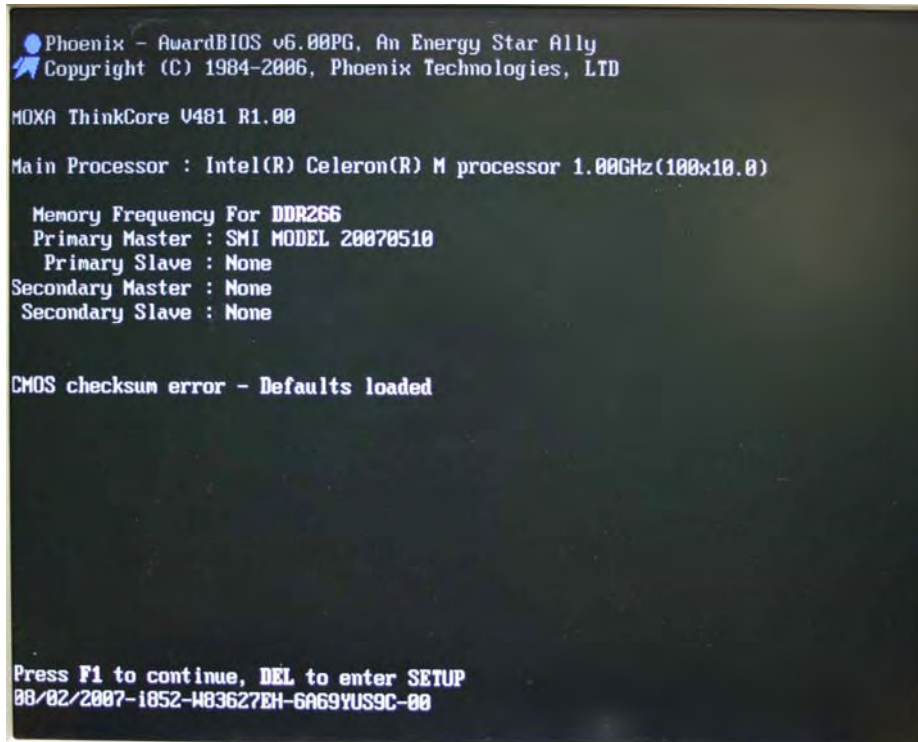 Phoenix - AwardBIOS v6.00PG, An Energy Star Ally
Copyright (C) 1984-2006, Phoenix Technologies, LTD
MOXA ThinkCore V481 R1.00
Main Processor : Intel(R) Celeron(R) M processor 1.00GHz(100x10.0)
Memory Frequency For DDR266
Primary Master : SMI MODEL 20070510
Primary Slave : None
Secondary Master : None
Secondary Slave : None
CMOS checksum error - Defaults loaded
Press F1 to continue, DEL to enter SETUP
08/02/2007-i852-W83627EH-6A69YUS9C-00